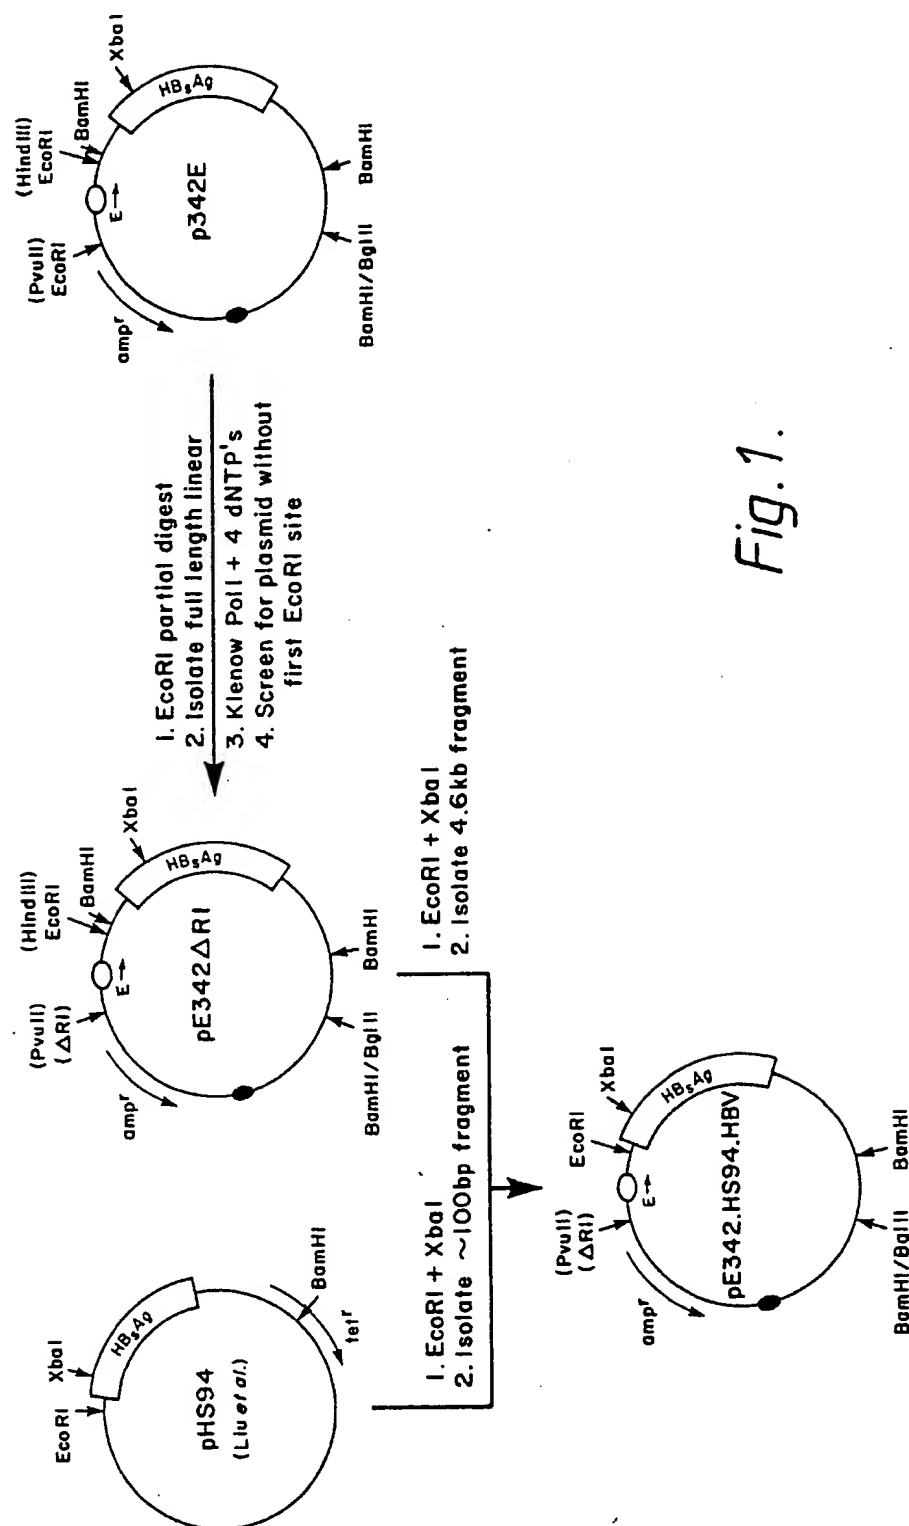 (PvuII)
EcoRI
(HindIII)
EcoRI
BamHI
XbaI
E→
HBsAg
ampr
p342E
BamHI/BglII
BamHI
1. EcoRI partial digest
2. Isolate full length linear
3. Klenow PolI + 4 dNTP's
4. Screen for plasmid without
first EcoRI site
(PvuII)
(ΔRI)
(HindIII)
EcoRI
BamHI
XbaI
E→
HBsAg
ampr
pE342ΔRI
BamHI/BglII
BamHI
EcoRI
XbaI
HBsAg
pHS94
(Liu et al.)
BamHI
tetr
1. EcoRI + XbaI
2. Isolate ~100bp fragment
1. EcoRI + XbaI
2. Isolate 4.6kb fragment
(PvuII)
(ΔRI)
EcoRI
XbaI
E→
HBsAg
ampr
pE342.HS94.HBV
BamHI/BglII
BamHI
Fig. 1.